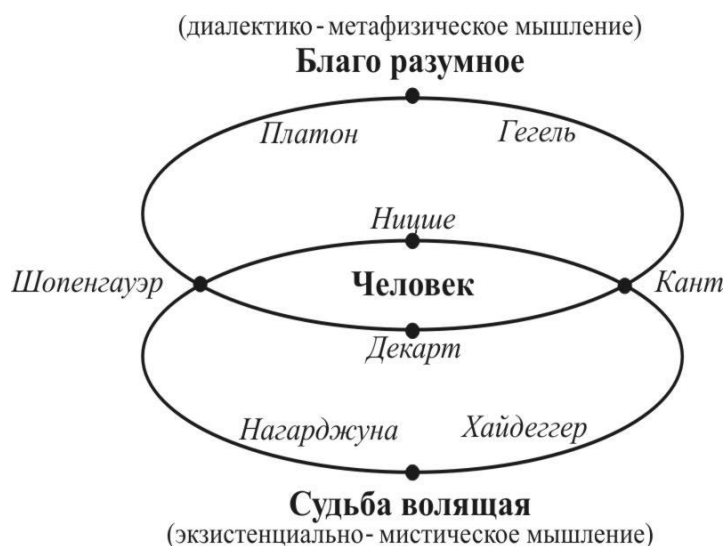 (диалектико - метафизическое мышление)
Благо разумное
Платон
Гегель
Ницше
Шопенгауэр
Человек
Кант
Декарт
Нагарджуна
Хайдеггер
Судьба волящая
(экзистенциально- мистическое мышление)